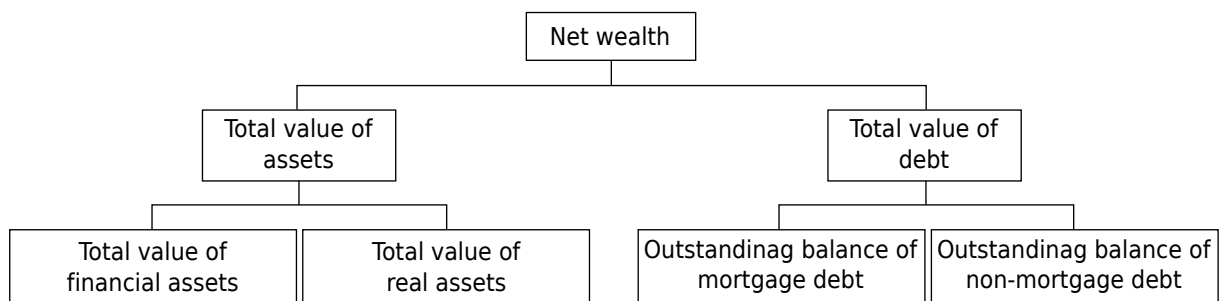 Net wealth
Total value of
assets
Total value of
debt
Total value of
financial assets
Total value of
real assets
Outstandinag balance of
mortgage debt
Outstandinag balance of
non-mortgage debt